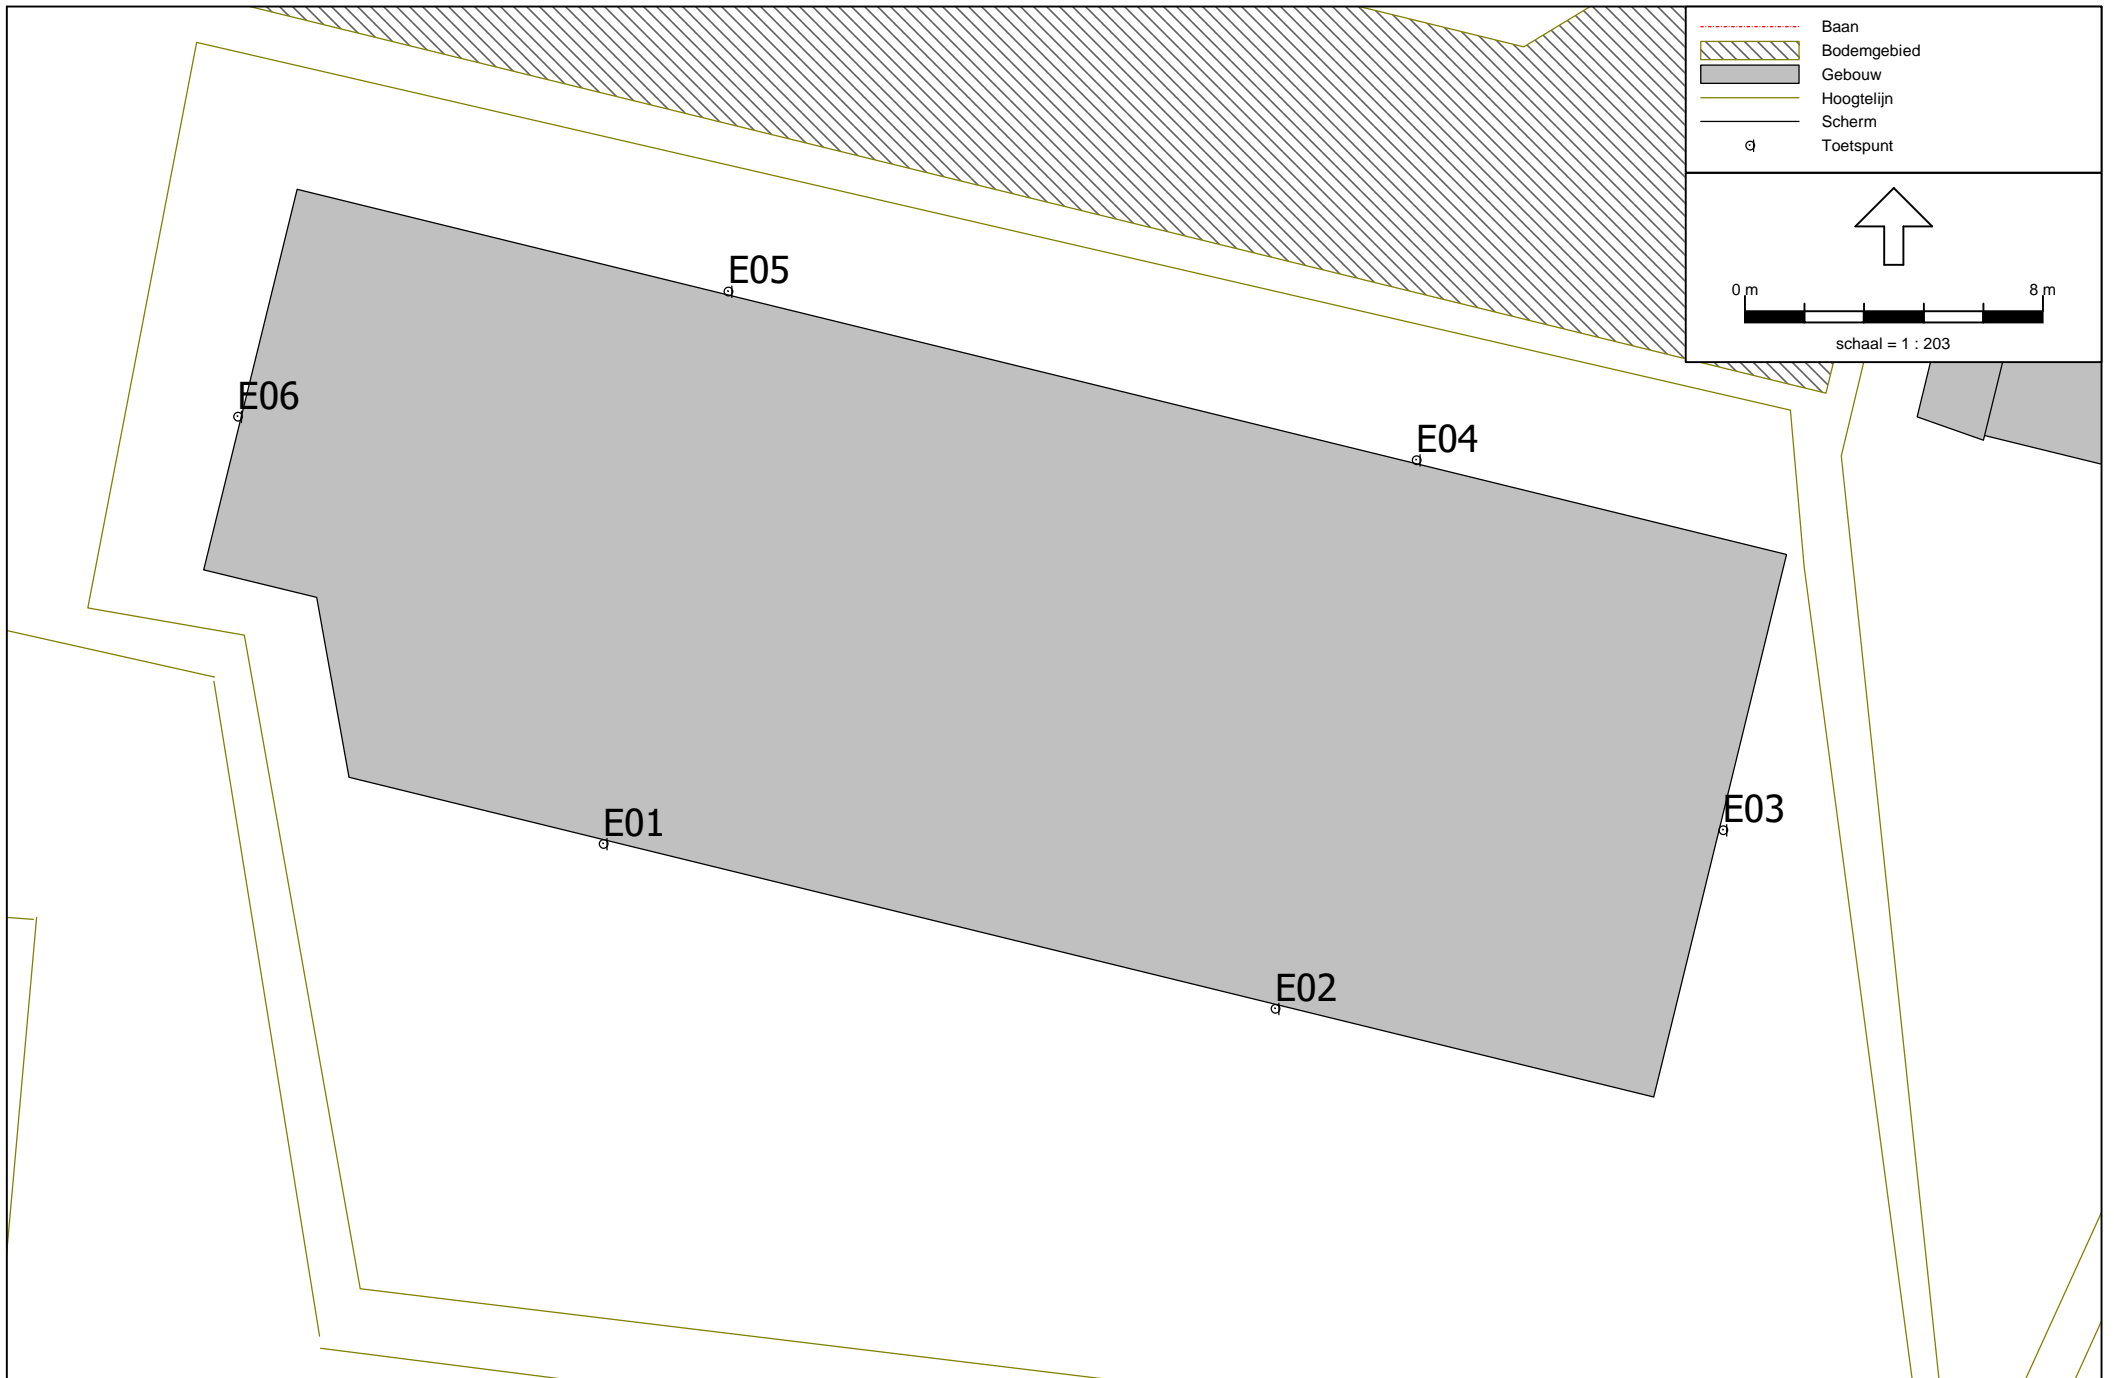 Baan
Bodemgebied
Gebouw
Hoogtelijn
Scherm
Toetspunt
0 m 8 m
schaal = 1 : 203
E05
E06
E04
E03
E01
E02